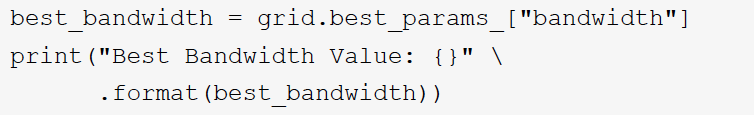 best_bandwidth = grid.best_params_["bandwidth"]
print("Best Bandwidth Value: {}" \
      .format(best_bandwidth))